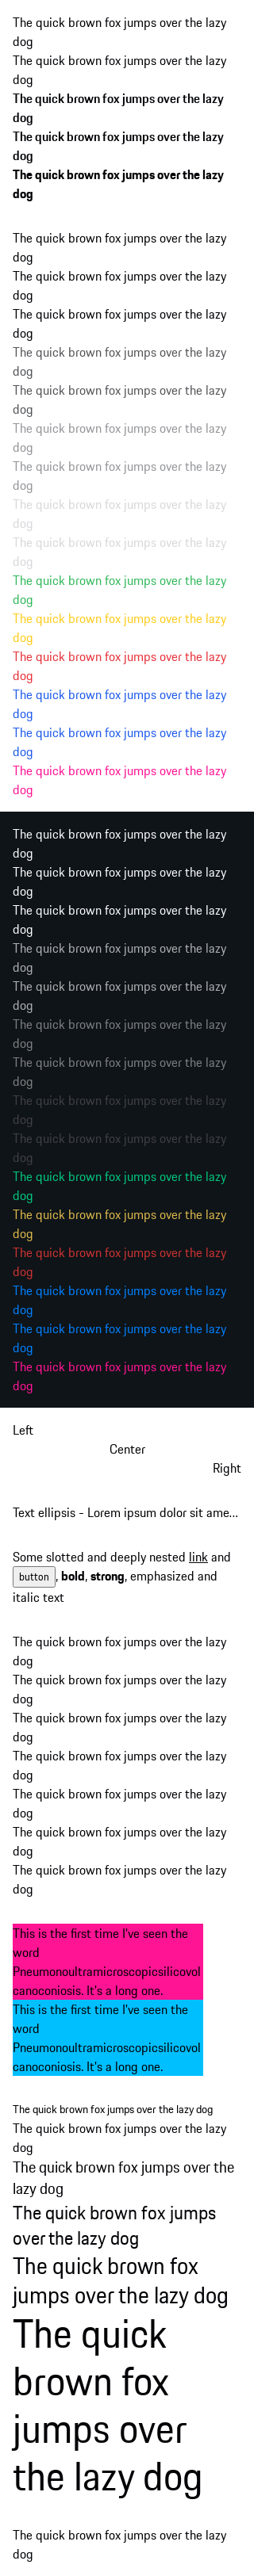 The quick brown fox jumps over the lazy
dog
The quick brown fox jumps over the lazy
dog
The quick brown fox jumps over the lazy
dog
The quick brown fox jumps over the lazy
dog
The quick brown fox jumps over the lazy
dog
The quick brown fox jumps over the lazy
dog
The quick brown fox jumps over the lazy
dog
The quick brown fox jumps over the lazy
dog
The quick brown fox jumps over the lazy
dog
The quick brown fox jumps over the lazy
dog
The quick brown fox jumps over the lazy
dog
The quick brown fox jumps over the lazy
dog
The quick brown fox jumps over the lazy
dog
The quick brown fox jumps over the lazy
dog
The quick brown fox jumps over the lazy
dog
The quick brown fox jumps over the lazy
dog
The quick brown fox jumps over the lazy
dog
The quick brown fox jumps over the lazy
dog
The quick brown fox jumps over the lazy
dog
The quick brown fox jumps over the lazy
dog
The quick brown fox jumps over the lazy
dog
The quick brown fox jumps over the lazy
dog
The quick brown fox jumps over the lazy
dog
The quick brown fox jumps over the lazy
dog
The quick brown fox jumps over the lazy
dog
The quick brown fox jumps over the lazy
dog
The quick brown fox jumps over the lazy
dog
The quick brown fox jumps over the lazy
dog
The quick brown fox jumps over the lazy
dog
The quick brown fox jumps over the lazy
dog
The quick brown fox jumps over the lazy
dog
The quick brown fox jumps over the lazy
dog
The quick brown fox jumps over the lazy
dog
The quick brown fox jumps over the lazy
dog
The quick brown fox jumps over the lazy
dog
Left
Center
Right
Text ellipsis - Lorem ipsum dolor sit ame...
Some slotted and deeply nested link and
button, bold, strong, emphasized and
italic text
The quick brown fox jumps over the lazy
dog
The quick brown fox jumps over the lazy
dog
The quick brown fox jumps over the lazy
dog
The quick brown fox jumps over the lazy
dog
The quick brown fox jumps over the lazy
dog
The quick brown fox jumps over the lazy
dog
The quick brown fox jumps over the lazy
dog
This is the first time I've seen the
word
Pneumonoultramicroscopicsilicovol
canoconiosis. It's a long one.
This is the first time I've seen the
word
Pneumonoultramicroscopicsilicovol
canoconiosis. It's a long one.
The quick brown fox jumps over the lazy dog
The quick brown fox jumps over the lazy
dog
The quick brown fox jumps over the
lazy dog
The quick brown fox jumps
over the lazy dog
The quick brown fox
jumps over the lazy dog
The quick
brown fox
jumps over
the lazy dog
The quick brown fox jumps over the lazy
dog